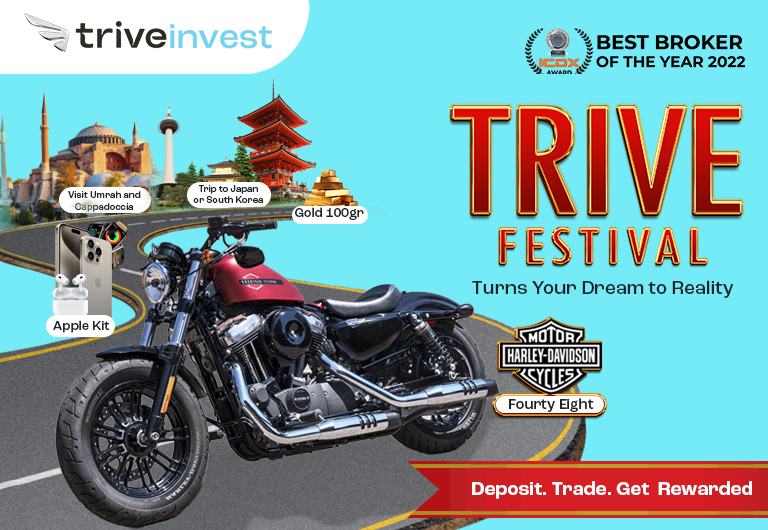 triveinvest
ICDX
AWARD
BEST BROKER
OF THE YEAR 2022
TRIVE
FESTIVAL
Turns Your Dream to Reality
Visit Umrah and
Cappadoccia
Trip to Japan
or South Korea
Gold 100gr
Apple Kit
MOTOR
HARLEY-DAVIDSON
CYCLES
Fourty Eight
Deposit. Trade. Get Rewarded